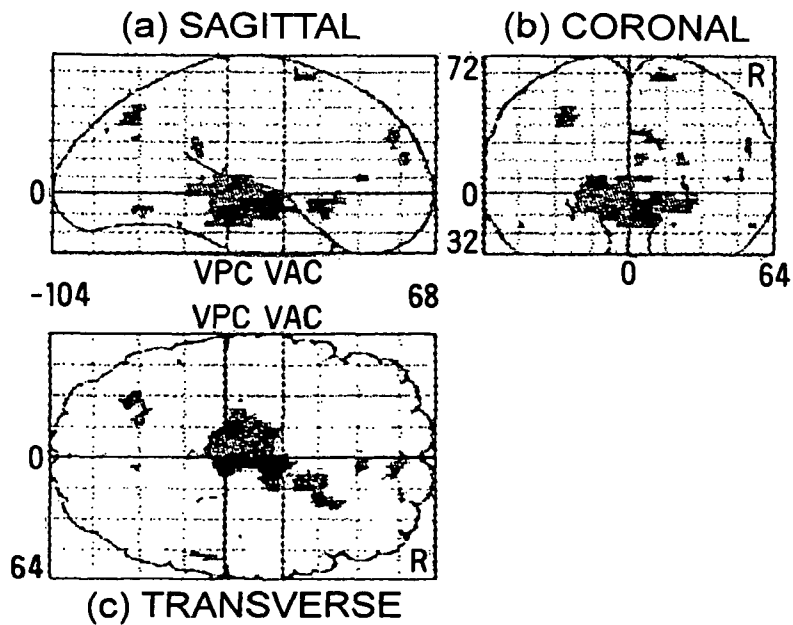 (a) SAGITTAL
(b) CORONAL
72
R
0
0
32
VPC VAC
0
64
-104
68
VPC VAC
0
64
R
(c) TRANSVERSE